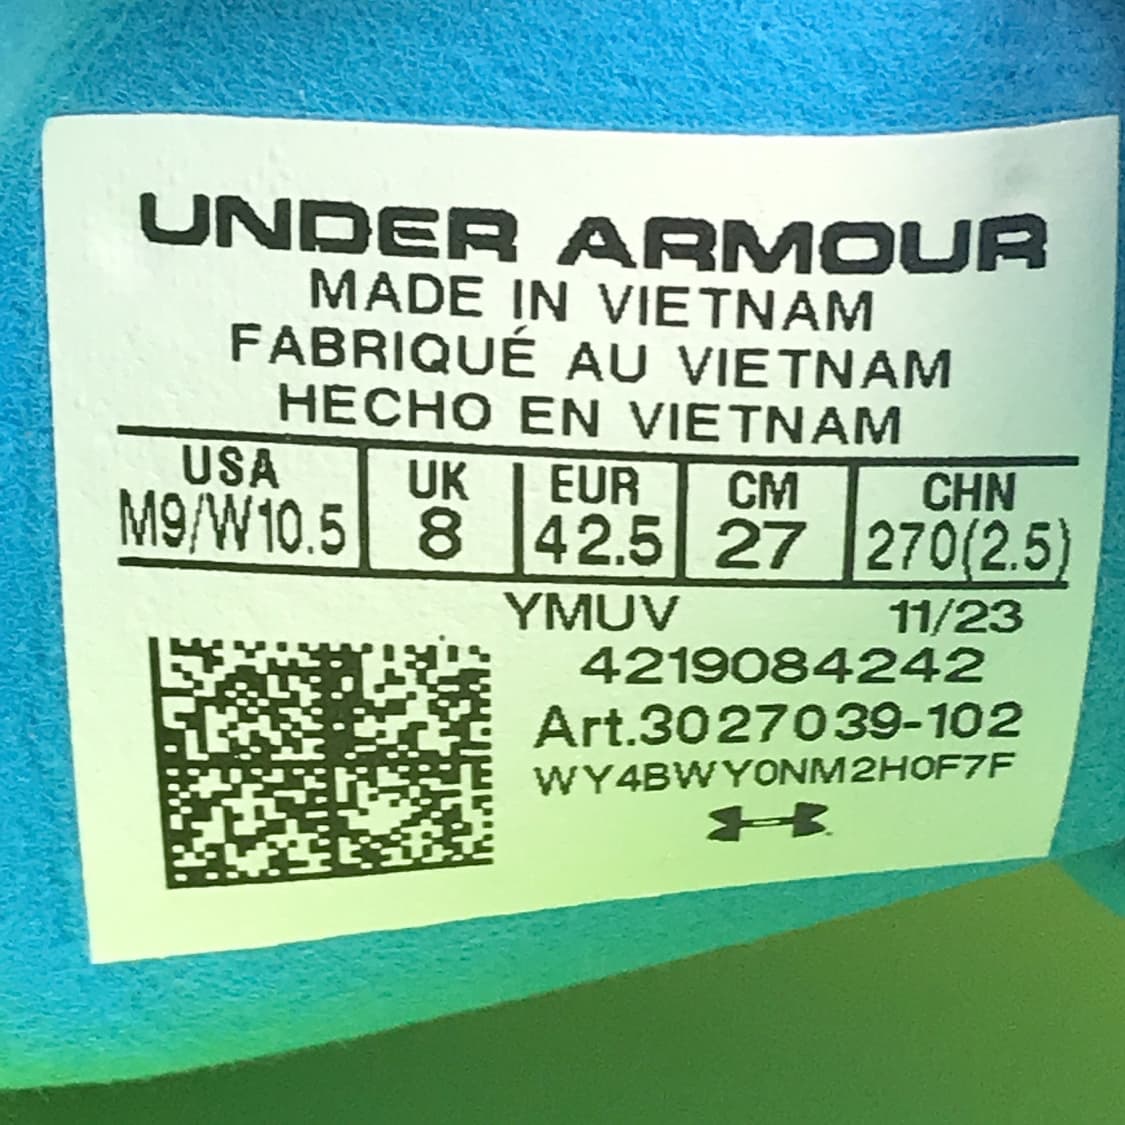 UNDER ARMOUR
MADE IN VIETNAM
FABRIQUÉ AU VIETNAM
HECHO EN VIETNAM
USA UK EUR CM CHN
M9/W10.5 8 42.5 27 270(2.5)
YMUV 11/23
4219084242
Art.3027039-102
WY4BWY0NM2H0F7F